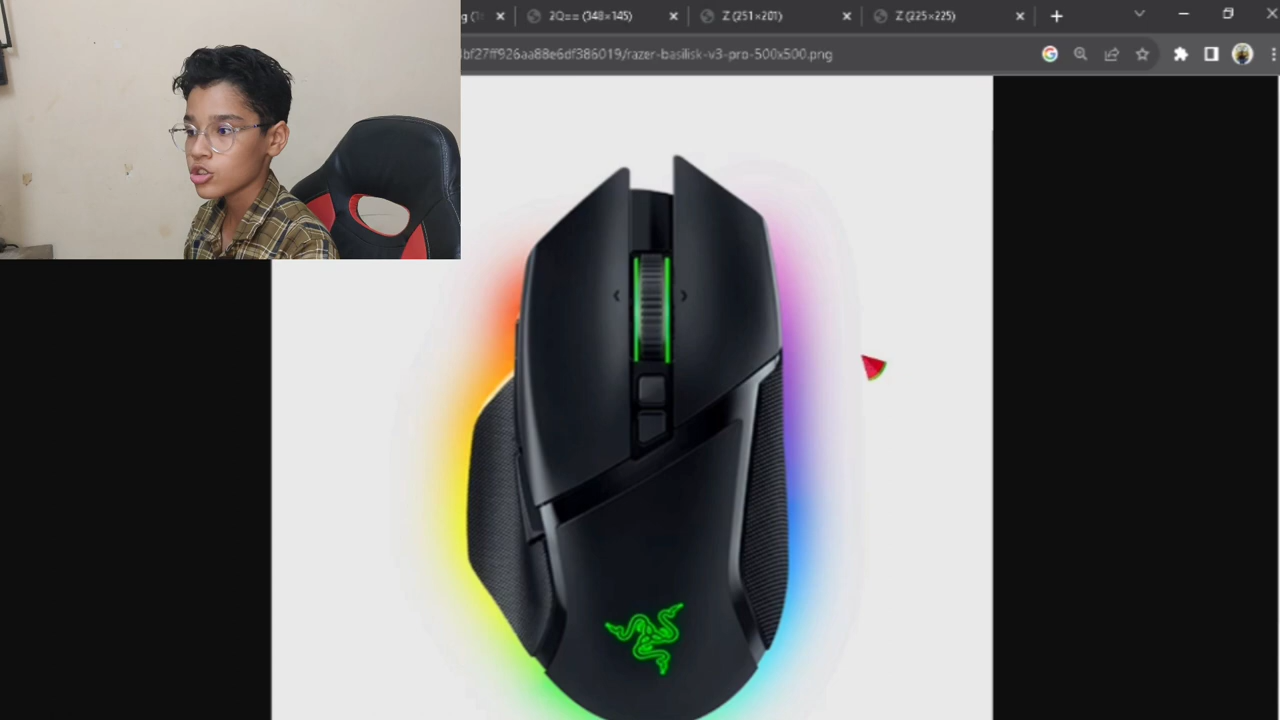 2Q== (348×145)
Z (251×201)
Z (225×225)
bf27ff926aa88e6df386019/razer-basilisk-v3-pro-500x500.png